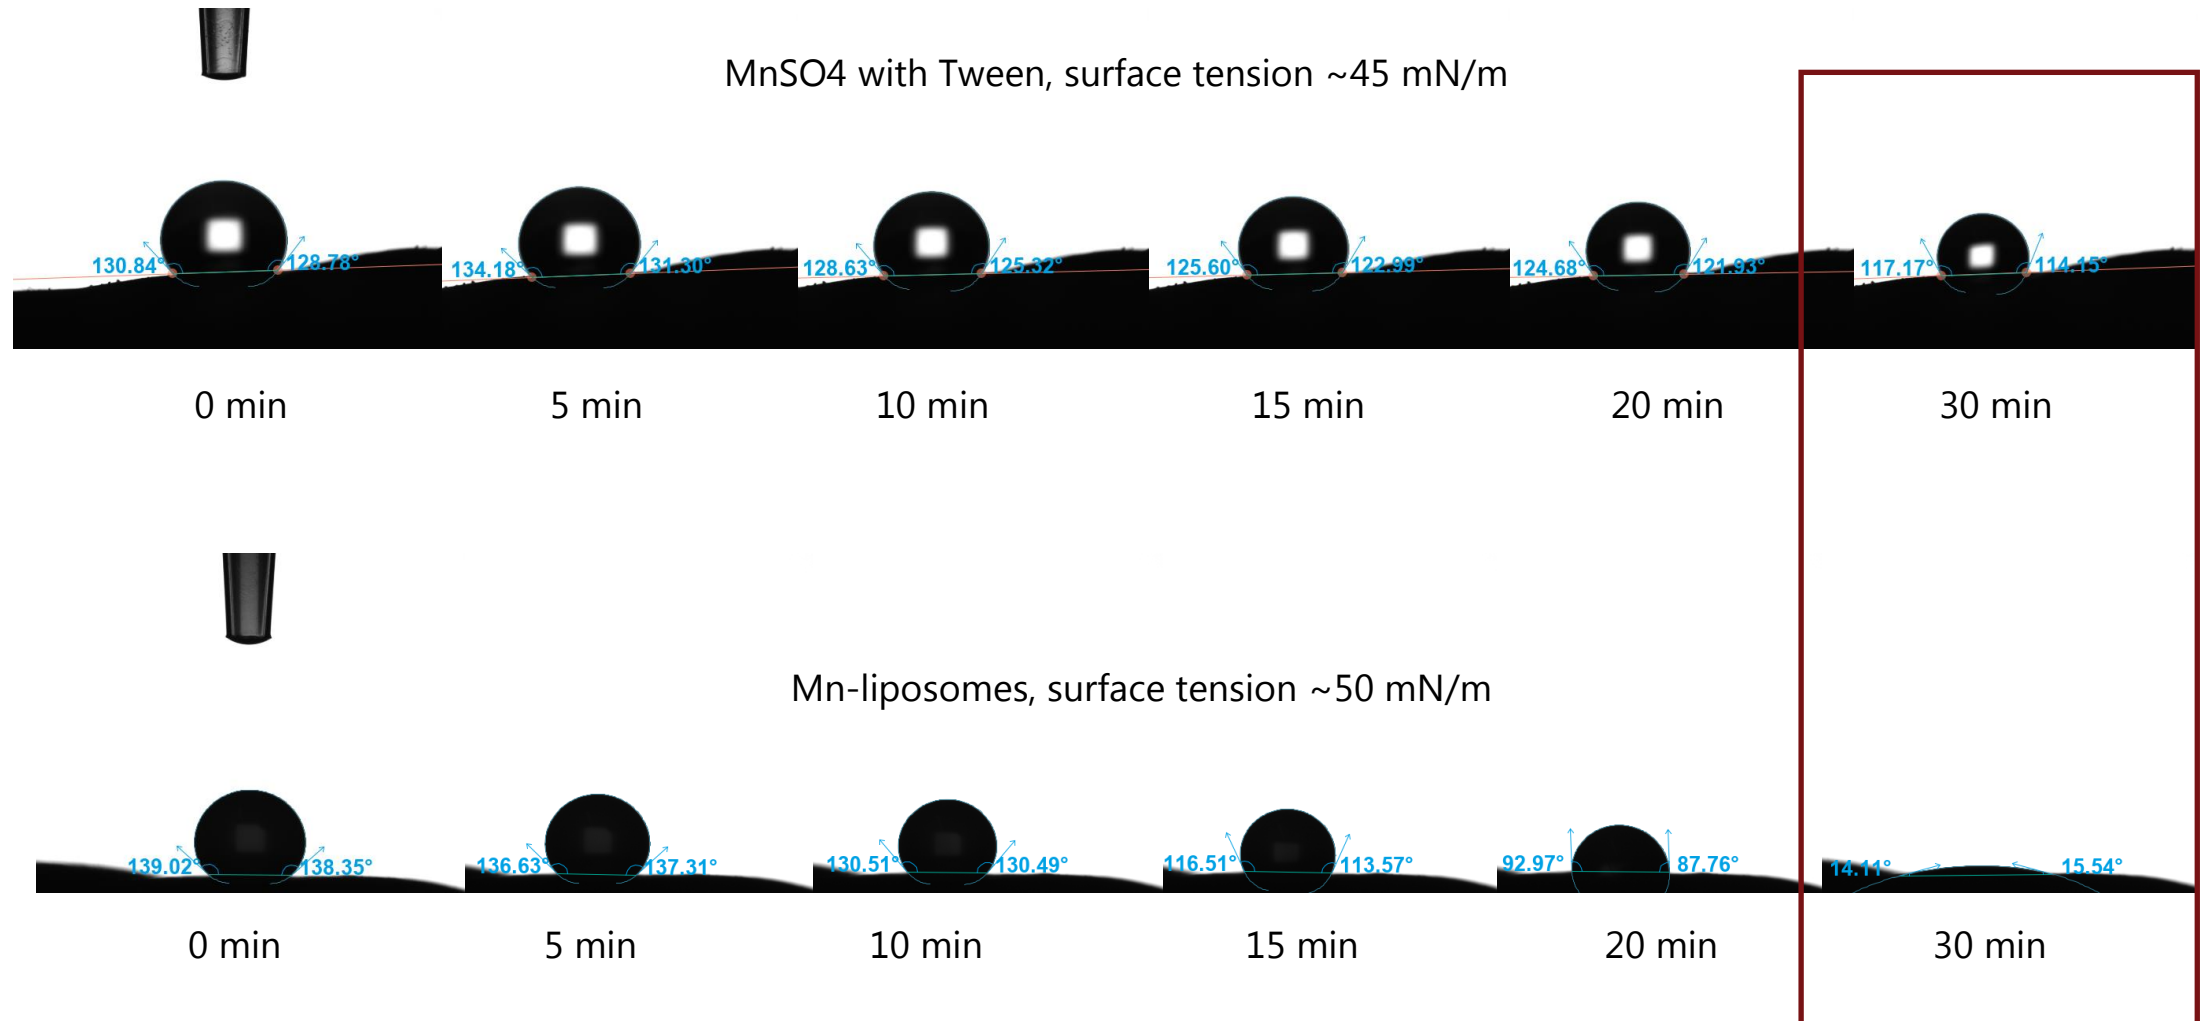 MnSO4 with Tween, surface tension ~45 mN/m
130.84° 128.78° 134.18° 131.30° 128.63° 125.32° 125.60° 122.99° 124.68° 121.93° 117.17° 114.15°
0 min 5 min 10 min 15 min 20 min 30 min
Mn-liposomes, surface tension ~50 mN/m
139.02° 138.35° 136.63° 137.31° 130.51° 130.49° 116.51° 113.57° 92.97° 87.76° 14.11° 15.54°
0 min 5 min 10 min 15 min 20 min 30 min